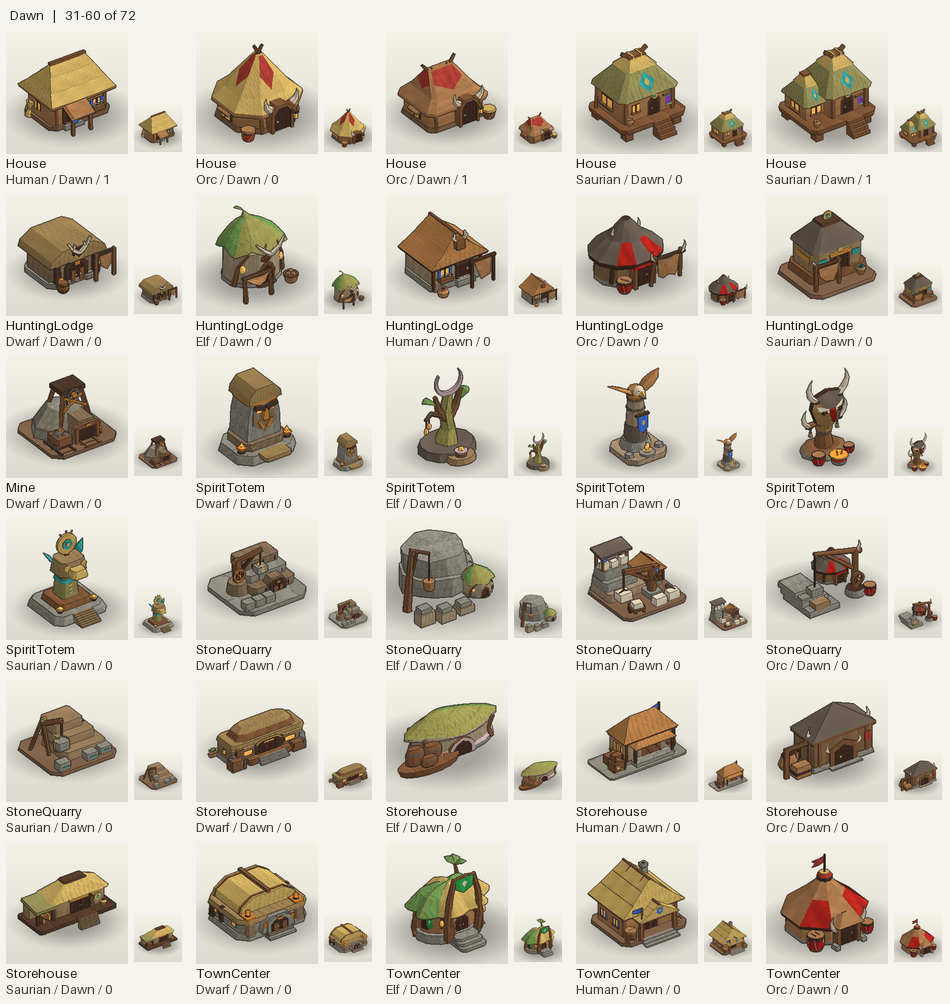 Dawn | 31-60 of 72
House
Human / Dawn / 1
House
Orc / Dawn / 0
House
Orc / Dawn / 1
House
Saurian / Dawn / 0
House
Saurian / Dawn / 1
HuntingLodge
Dwarf / Dawn / 0
HuntingLodge
Elf / Dawn / 0
HuntingLodge
Human / Dawn / 0
HuntingLodge
Orc / Dawn / 0
HuntingLodge
Saurian / Dawn / 0
Mine
Dwarf / Dawn / 0
SpiritTotem
Dwarf / Dawn / 0
SpiritTotem
Elf / Dawn / 0
SpiritTotem
Human / Dawn / 0
SpiritTotem
Orc / Dawn / 0
SpiritTotem
Saurian / Dawn / 0
StoneQuarry
Dwarf / Dawn / 0
StoneQuarry
Elf / Dawn / 0
StoneQuarry
Human / Dawn / 0
StoneQuarry
Orc / Dawn / 0
StoneQuarry
Saurian / Dawn / 0
Storehouse
Dwarf / Dawn / 0
Storehouse
Elf / Dawn / 0
Storehouse
Human / Dawn / 0
Storehouse
Orc / Dawn / 0
Storehouse
Saurian / Dawn / 0
TownCenter
Dwarf / Dawn / 0
TownCenter
Elf / Dawn / 0
TownCenter
Human / Dawn / 0
TownCenter
Orc / Dawn / 0